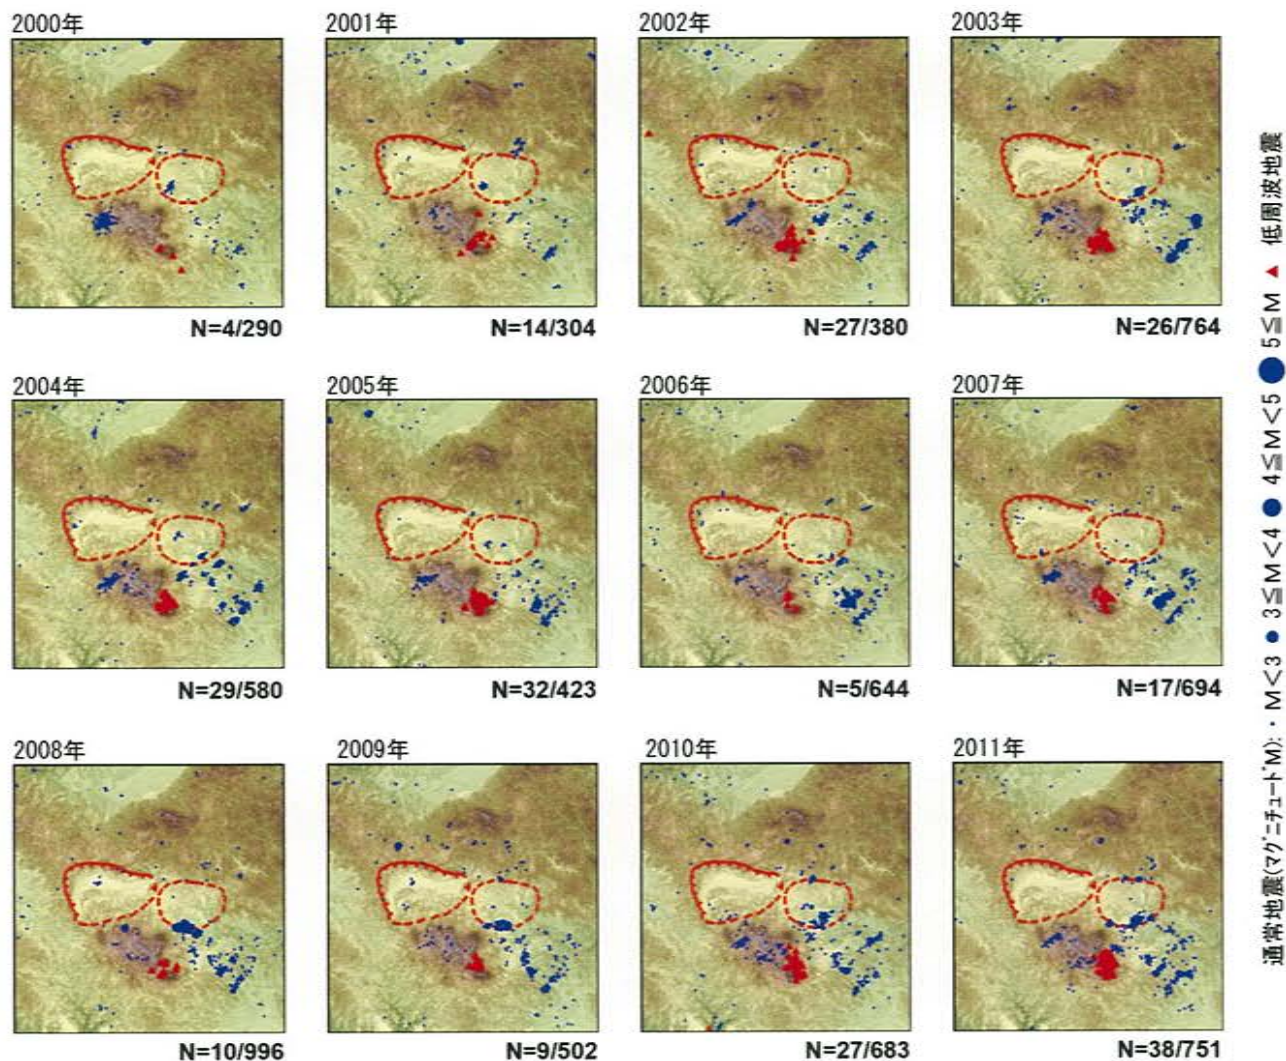 2000年
2001年
2002年
2003年
N=4/290
N=14/304
N=27/380
N=26/764
2004年
2005年
2006年
2007年
N=29/580
N=32/423
N=5/644
N=17/694
2008年
2009年
2010年
2011年
N=10/996
N=9/502
N=27/683
N=38/751
通常地震(マグニチュードM): ・ M<3 ● 3≦M<4 ● 4≦M<5 ● 5≦M ▲ 低周波地震